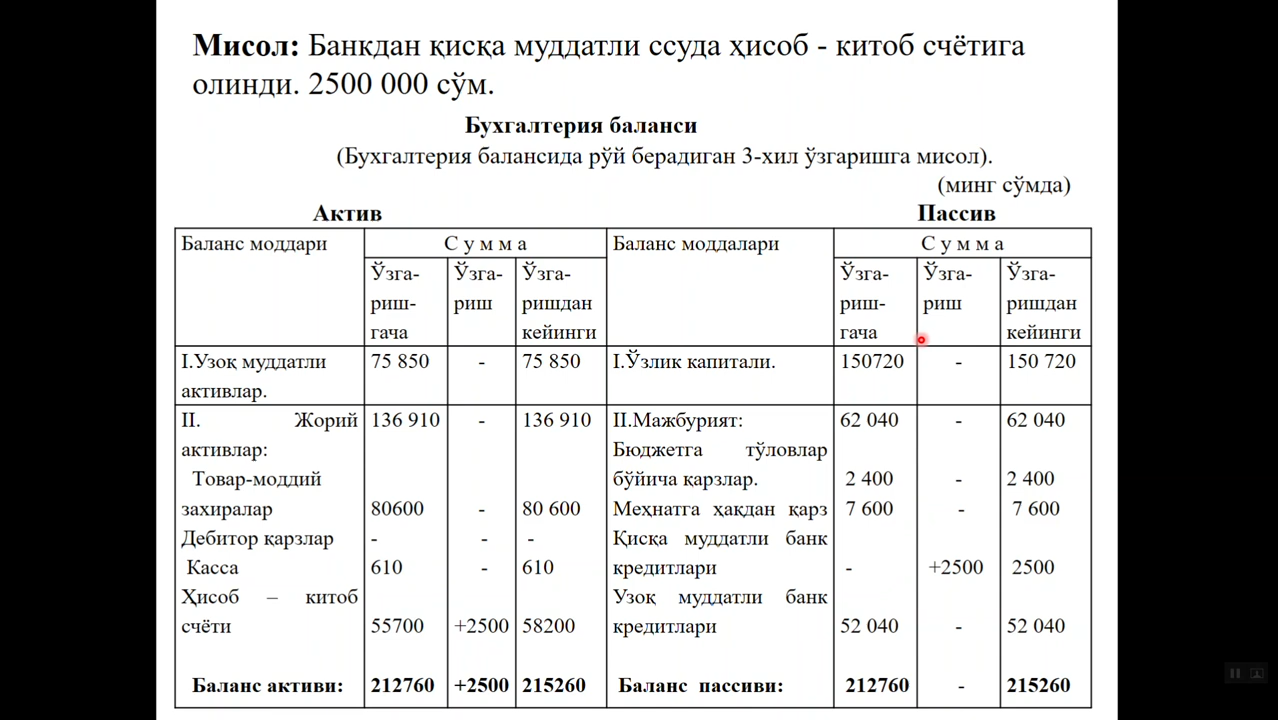 Мисол: Банкдан қисқа муддатли ссуда ҳисоб - китоб счётига
олинди. 2500 000 сўм.
Бухгалтерия баланси
(Бухгалтерия балансида рўй берадиган 3-хил ўзгаришга мисол).
(минг сўмда)
Актив Пассив
Баланс моддари С у м м а Баланс моддалари С у м м а
Ўзга- Ўзга- Ўзга- Ўзга- Ўзга- Ўзга-
риш- риш ришдан риш- риш ришдан
гача кейинги гача кейинги
I.Узоқ муддатли 75 850 - 75 850 I.Ўзлик капитали. 150720 - 150 720
активлар.
II. Жорий 136 910 - 136 910 II.Мажбурият: 62 040 - 62 040
активлар: Бюджетга тўловлар
Товар-моддий бўйича қарзлар. 2 400 - 2 400
захиралар 80600 - 80 600 Меҳнатга ҳақдан қарз 7 600 - 7 600
Дебитор қарзлар - - - Қисқа муддатли банк
Касса 610 - 610 кредитлари - +2500 2500
Ҳисоб – китоб Узоқ муддатли банк
счёти 55700 +2500 58200 кредитлари 52 040 - 52 040
Баланс активи: 212760 +2500 215260 Баланс пассиви: 212760 - 215260